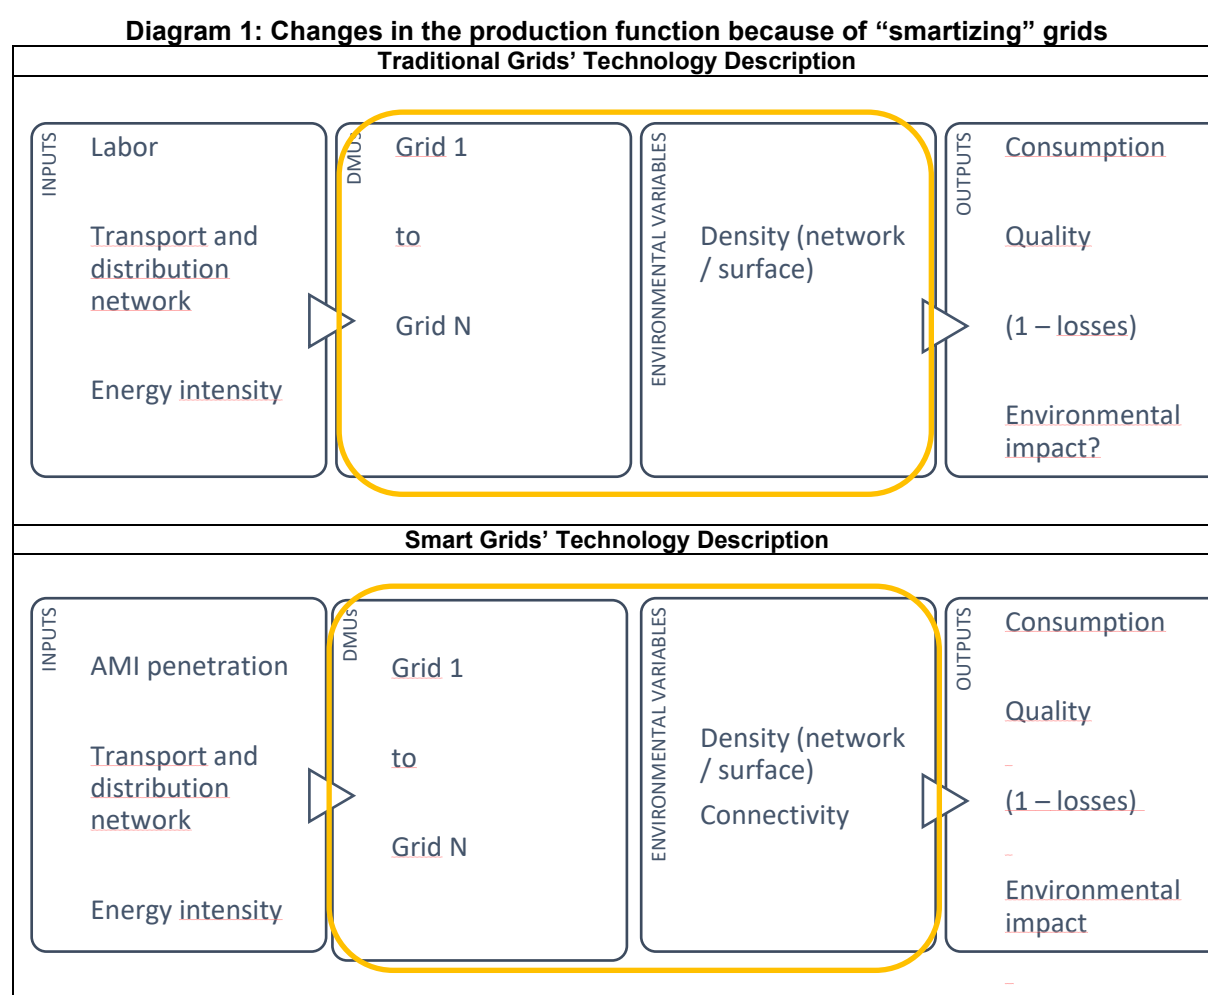 Diagram 1: Changes in the production function because of “smartizing” grids
Traditional Grids’ Technology Description
INPUTS
Labor
Transport and
distribution
network
Energy intensity
DMUs
Grid 1
to
Grid N
ENVIRONMENTAL VARIABLES
Density (network
/ surface)
OUTPUTS
Consumption
Quality
(1 – losses)
Environmental
impact?
Smart Grids’ Technology Description
INPUTS
AMI penetration
Transport and
distribution
network
Energy intensity
DMUs
Grid 1
to
Grid N
ENVIRONMENTAL VARIABLES
Density (network
/ surface)
Connectivity
OUTPUTS
Consumption
Quality
(1 – losses)
Environmental
impact